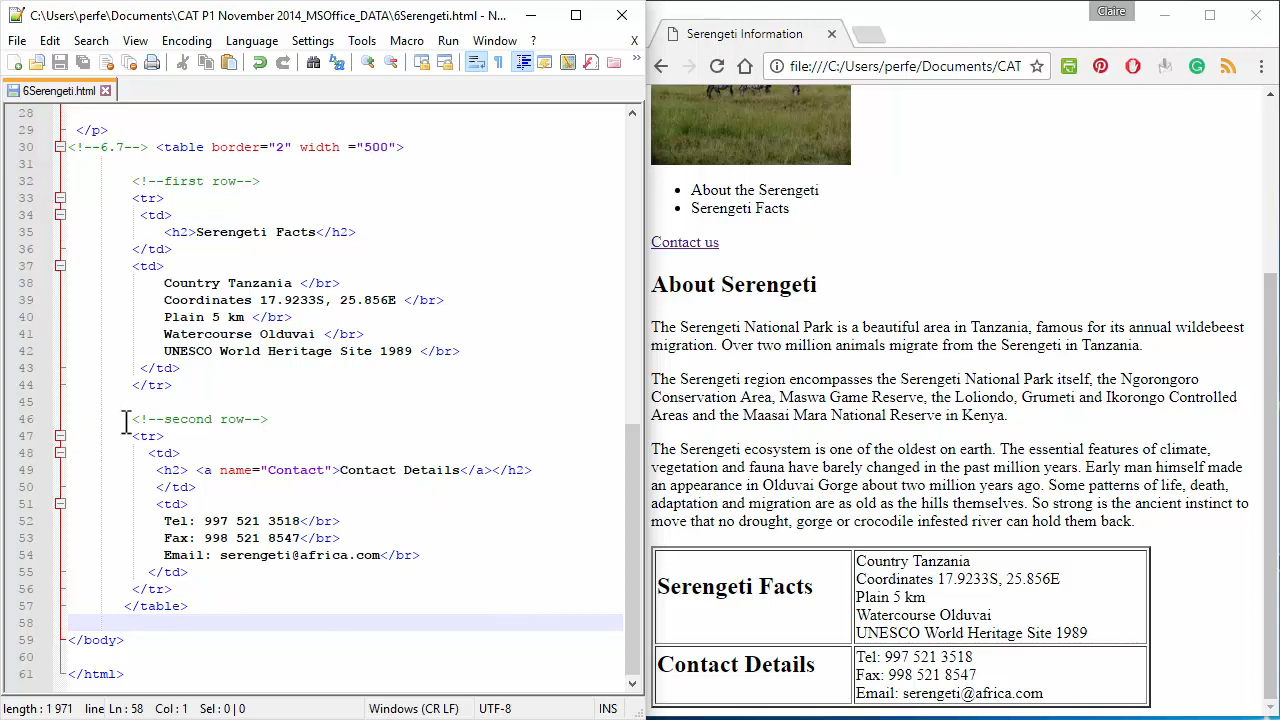 C:\Users\perfe\Documents\CAT P1 November 2014_MSOffice_DATA\6Serengeti.html - N...
File Edit Search View Encoding Language Settings Tools Macro Run Window ? X
6Serengeti.html
28
29 </p>
30 <!--6.7--> <table border="2" width ="500">
31
32 <!--first row-->
33 <tr>
34 <td>
35 <h2>Serengeti Facts</h2>
36 </td>
37 <td>
38 Country Tanzania </br>
39 Coordinates 17.9233S, 25.856E </br>
40 Plain 5 km </br>
41 Watercourse Olduvai </br>
42 UNESCO World Heritage Site 1989 </br>
43 </td>
44 </tr>
45
46 <!--second row-->
47 <tr>
48 <td>
49 <h2> <a name="Contact">Contact Details</a></h2>
50 </td>
51 <td>
52 Tel: 997 521 3518</br>
53 Fax: 998 521 8547</br>
54 Email: serengeti@africa.com</br>
55 </td>
56 </tr>
57 </table>
58
59 </body>
60
61 </html>
length : 1 971 line Ln : 58 Col : 1 Sel : 0 | 0 Windows (CR LF) UTF-8 INS
Claire
Serengeti Information
file:///C:/Users/perfe/Documents/CAT
About the Serengeti
Serengeti Facts
Contact us
About Serengeti
The Serengeti National Park is a beautiful area in Tanzania, famous for its annual wildebeest
migration. Over two million animals migrate from the Serengeti in Tanzania.
The Serengeti region encompasses the Serengeti National Park itself, the Ngorongoro
Conservation Area, Maswa Game Reserve, the Loliondo, Grumeti and Ikorongo Controlled
Areas and the Maasai Mara National Reserve in Kenya.
The Serengeti ecosystem is one of the oldest on earth. The essential features of climate,
vegetation and fauna have barely changed in the past million years. Early man himself made
an appearance in Olduvai Gorge about two million years ago. Some patterns of life, death,
adaptation and migration are as old as the hills themselves. So strong is the ancient instinct to
move that no drought, gorge or crocodile infested river can hold them back.
Serengeti Facts
Country Tanzania
Coordinates 17.9233S, 25.856E
Plain 5 km
Watercourse Olduvai
UNESCO World Heritage Site 1989
Contact Details
Tel: 997 521 3518
Fax: 998 521 8547
Email: serengeti@africa.com